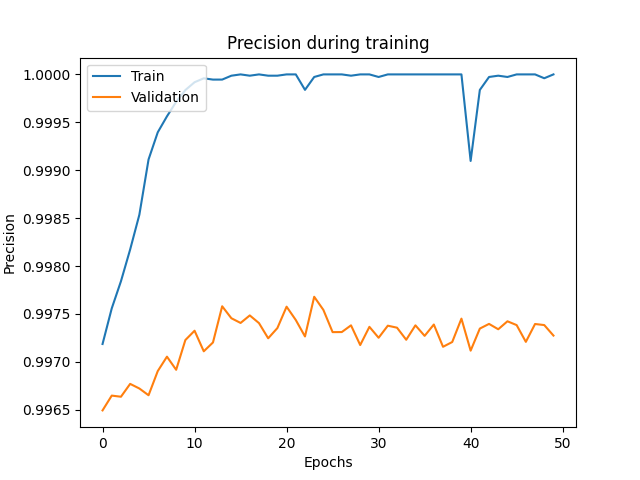 Precision during training
Train
Validation
1.0000
0.9995
0.9990
0.9985
0.9980
0.9975
0.9970
0.9965
Precision
0 10 20 30 40 50
Epochs